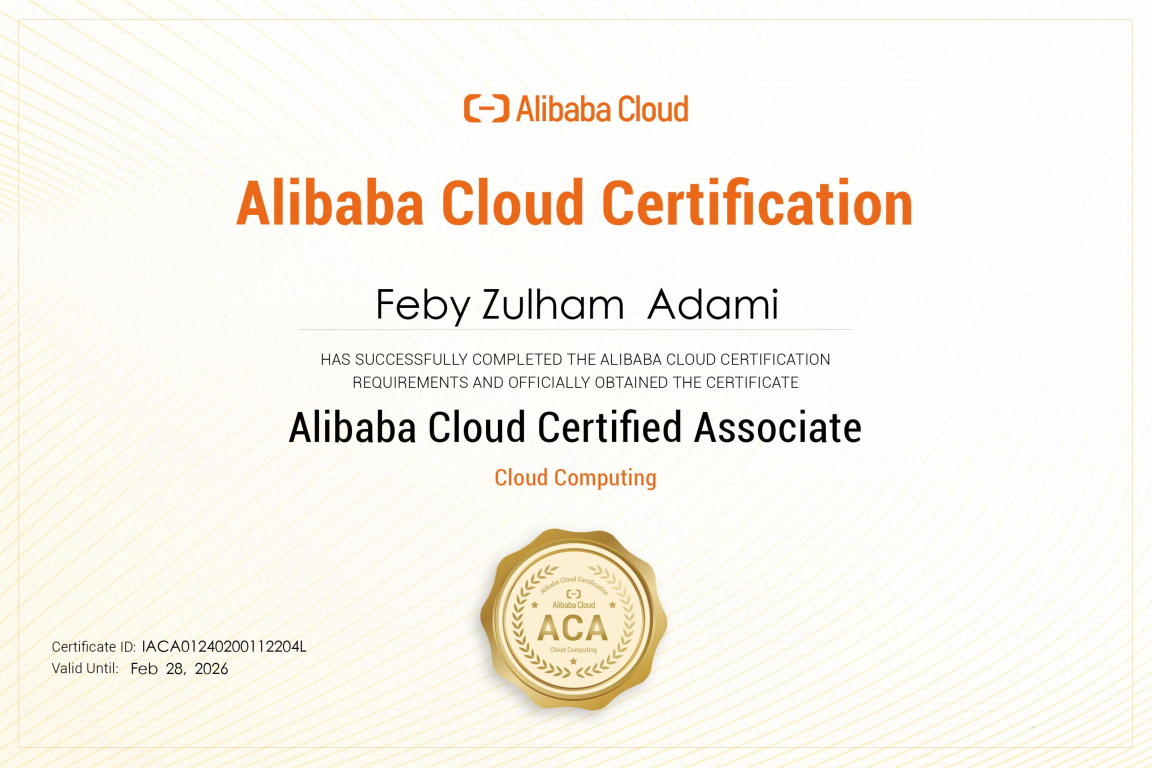 Alibaba Cloud
Alibaba Cloud Certification
Feby Zulham Adami
HAS SUCCESSFULLY COMPLETED THE ALIBABA CLOUD CERTIFICATION
REQUIREMENTS AND OFFICIALLY OBTAINED THE CERTIFICATE
Alibaba Cloud Certified Associate
Cloud Computing
Alibaba Cloud Certification
Alibaba Cloud
ACA
Cloud Computing
Certificate ID: IACA01240200112204L
Valid Until: Feb 28, 2026